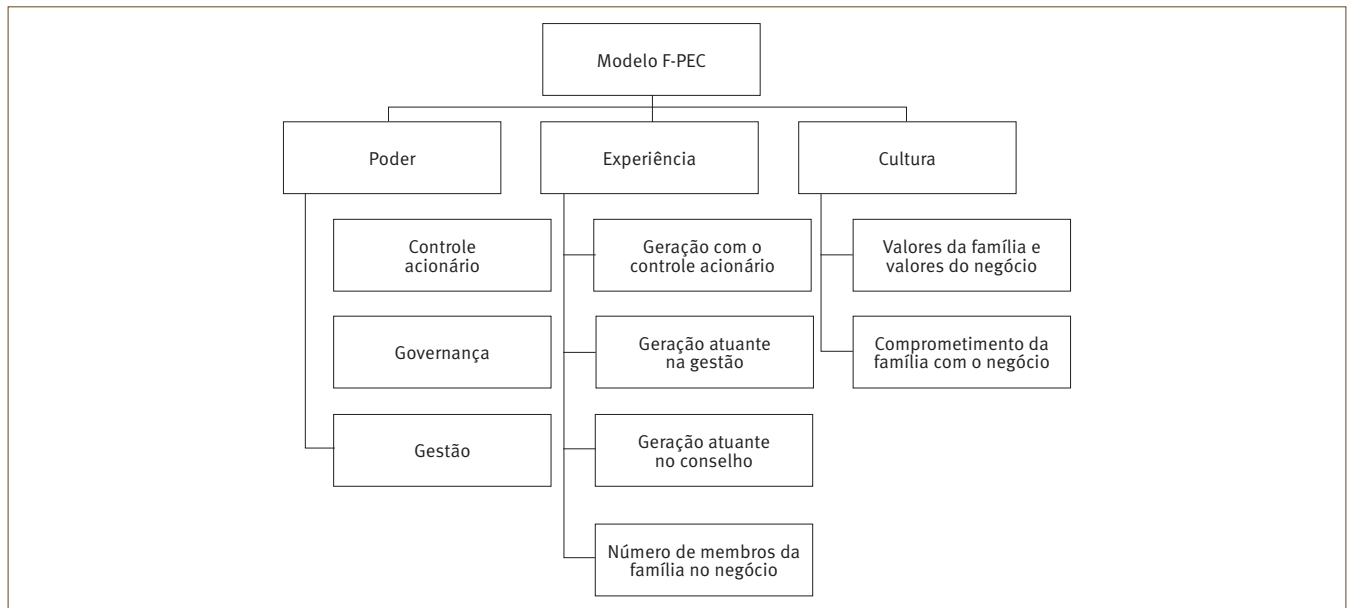 Modelo F-PEC
Poder
Experiência
Cultura
Controle
acionário
Governança
Gestão
Geração com o
controle acionário
Geração atuante
na gestão
Geração atuante
no conselho
Número de membros da
família no negócio
Valores da família e
valores do negócio
Comprometimento da
família com o negócio